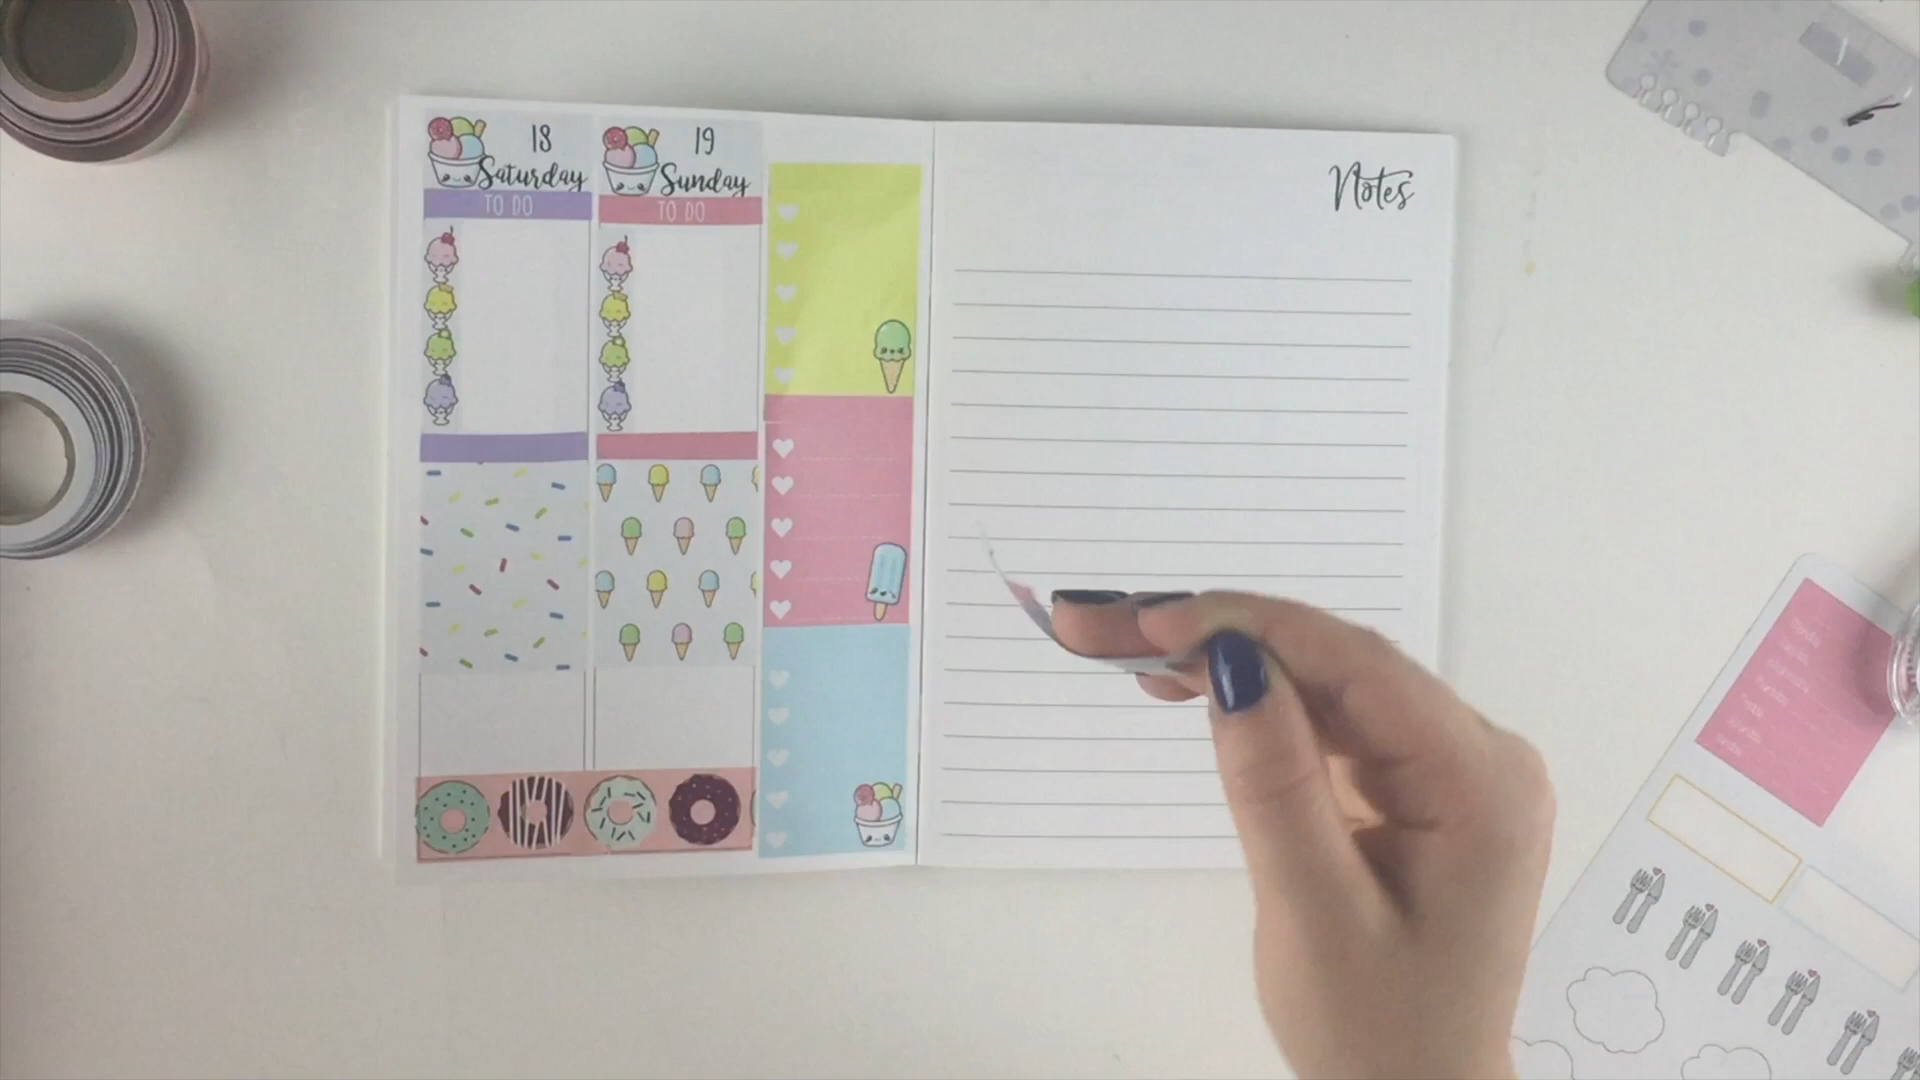 18
Saturday
TO DO
19
Sunday
TO DO
Notes